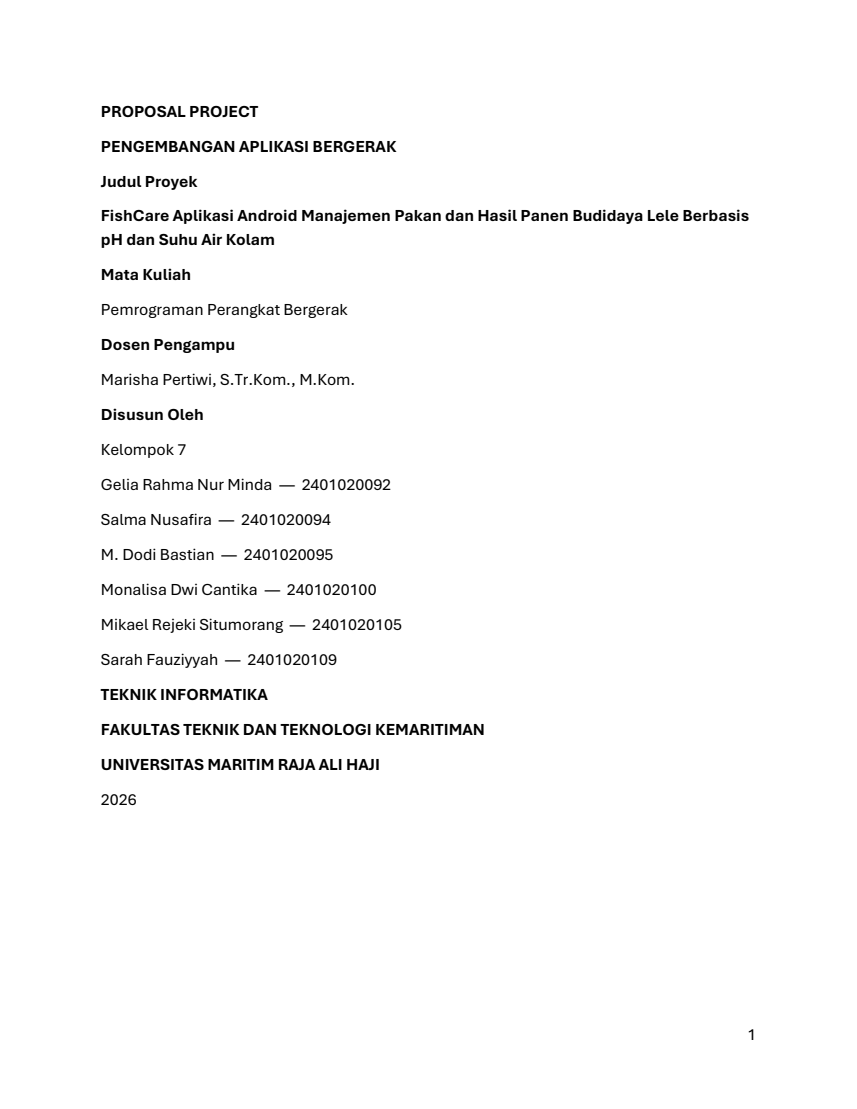 PROPOSAL PROJECT
PENGEMBANGAN APLIKASI BERGERAK
Judul Proyek
FishCare Aplikasi Android Manajemen Pakan dan Hasil Panen Budidaya Lele Berbasis
pH dan Suhu Air Kolam
Mata Kuliah
Pemrograman Perangkat Bergerak
Dosen Pengampu
Marisha Pertiwi, S.Tr.Kom., M.Kom.
Disusun Oleh
Kelompok 7
Gelia Rahma Nur Minda — 2401020092
Salma Nusafira — 2401020094
M. Dodi Bastian — 2401020095
Monalisa Dwi Cantika — 2401020100
Mikael Rejeki Situmorang — 2401020105
Sarah Fauziyyah — 2401020109
TEKNIK INFORMATIKA
FAKULTAS TEKNIK DAN TEKNOLOGI KEMARITIMAN
UNIVERSITAS MARITIM RAJA ALI HAJI
2026
1